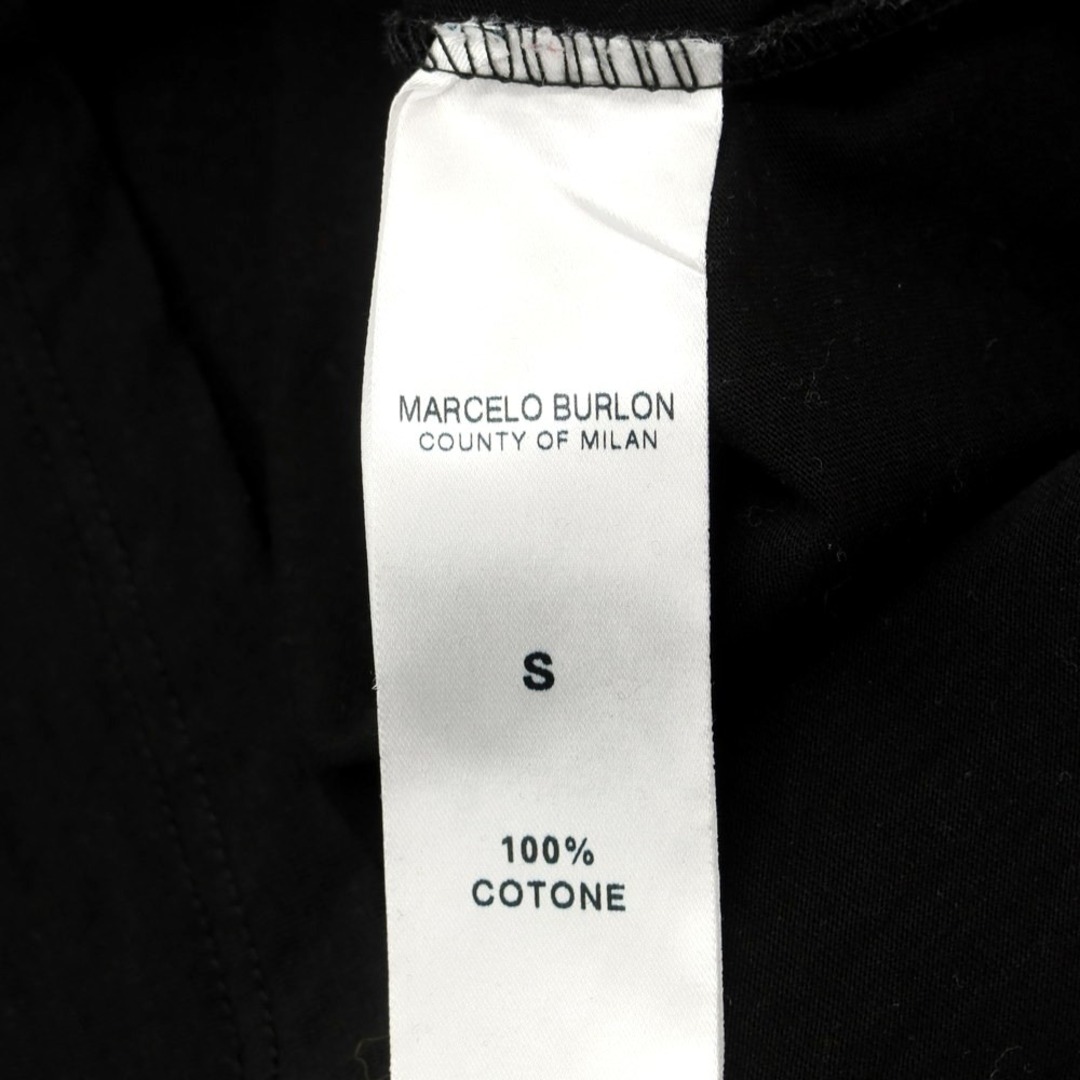 MARCELO BURLON
COUNTY OF MILAN
S
100%
COTONE